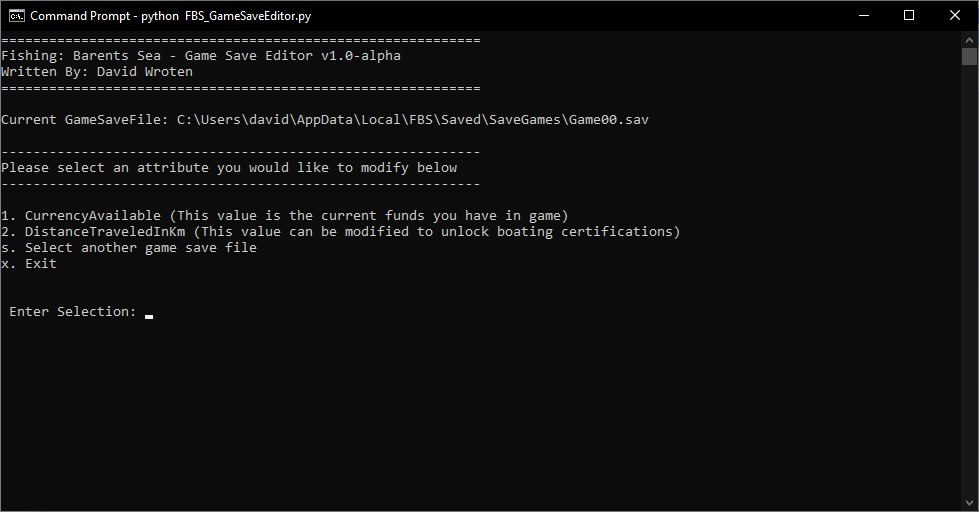 Command Prompt - python  FBS_GameSaveEditor.py
============================================================
Fishing: Barents Sea - Game Save Editor v1.0-alpha
Written By: David Wroten
============================================================
Current GameSaveFile: C:\Users\david\AppData\Local\FBS\Saved\SaveGames\Game00.sav
------------------------------------------------------------
Please select an attribute you would like to modify below
------------------------------------------------------------
1. CurrencyAvailable (This value is the current funds you have in game)
2. DistanceTraveledInKm (This value can be modified to unlock boating certifications)
s. Select another game save file
x. Exit
Enter Selection: